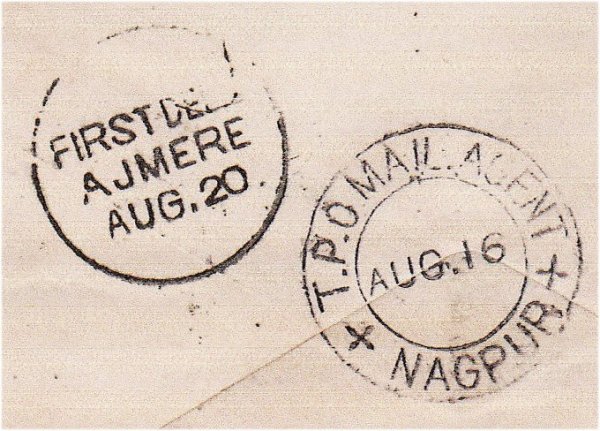 FIRST DEL
AJMERE
AUG. 20
T.P.O MAIL. AGENT
AUG. 16
NAGPUR.